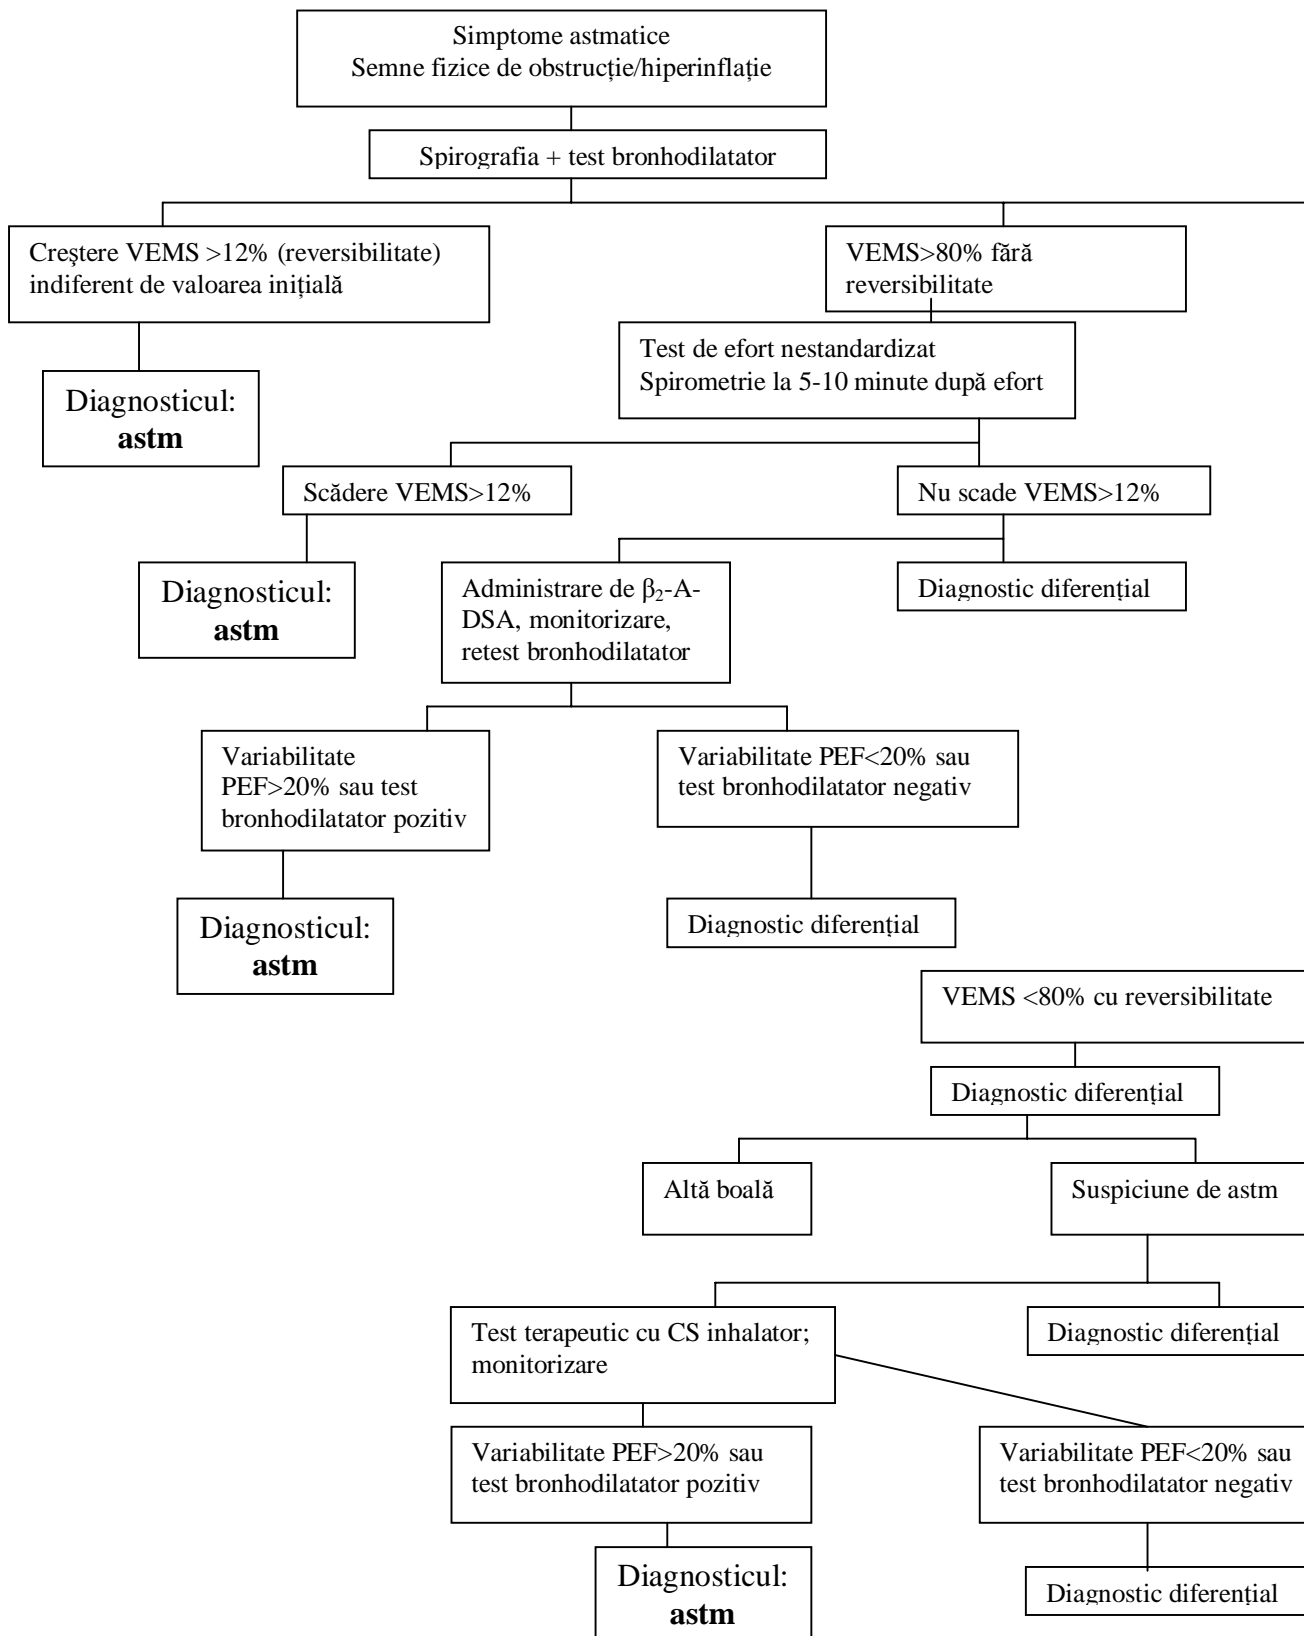 Simptome astmatice
Semne fizice de obstrucție/hiperinflație
Spirografia + test bronhodilatator
Creştere VEMS >12% (reversibilitate)
indiferent de valoarea inițială
VEMS>80% fără
reversibilitate
Test de efort nestandardizat
Spirometrie la 5-10 minute după efort
Diagnosticul:
astm
Scădere VEMS>12%
Nu scade VEMS>12%
Diagnosticul:
astm
Administrare de β₂-A-
DSA, monitorizare,
retest bronhodilatator
Diagnostic diferențial
Variabilitate
PEF>20% sau test
bronhodilatator pozitiv
Variabilitate PEF<20% sau
test bronhodilatator negativ
Diagnosticul:
astm
Diagnostic diferențial
VEMS <80% cu reversibilitate
Diagnostic diferențial
Altă boală
Suspiciune de astm
Test terapeutic cu CS inhalator;
monitorizare
Diagnostic diferențial
Variabilitate PEF>20% sau
test bronhodilatator pozitiv
Variabilitate PEF<20% sau
test bronhodilatator negativ
Diagnosticul:
astm
Diagnostic diferențial